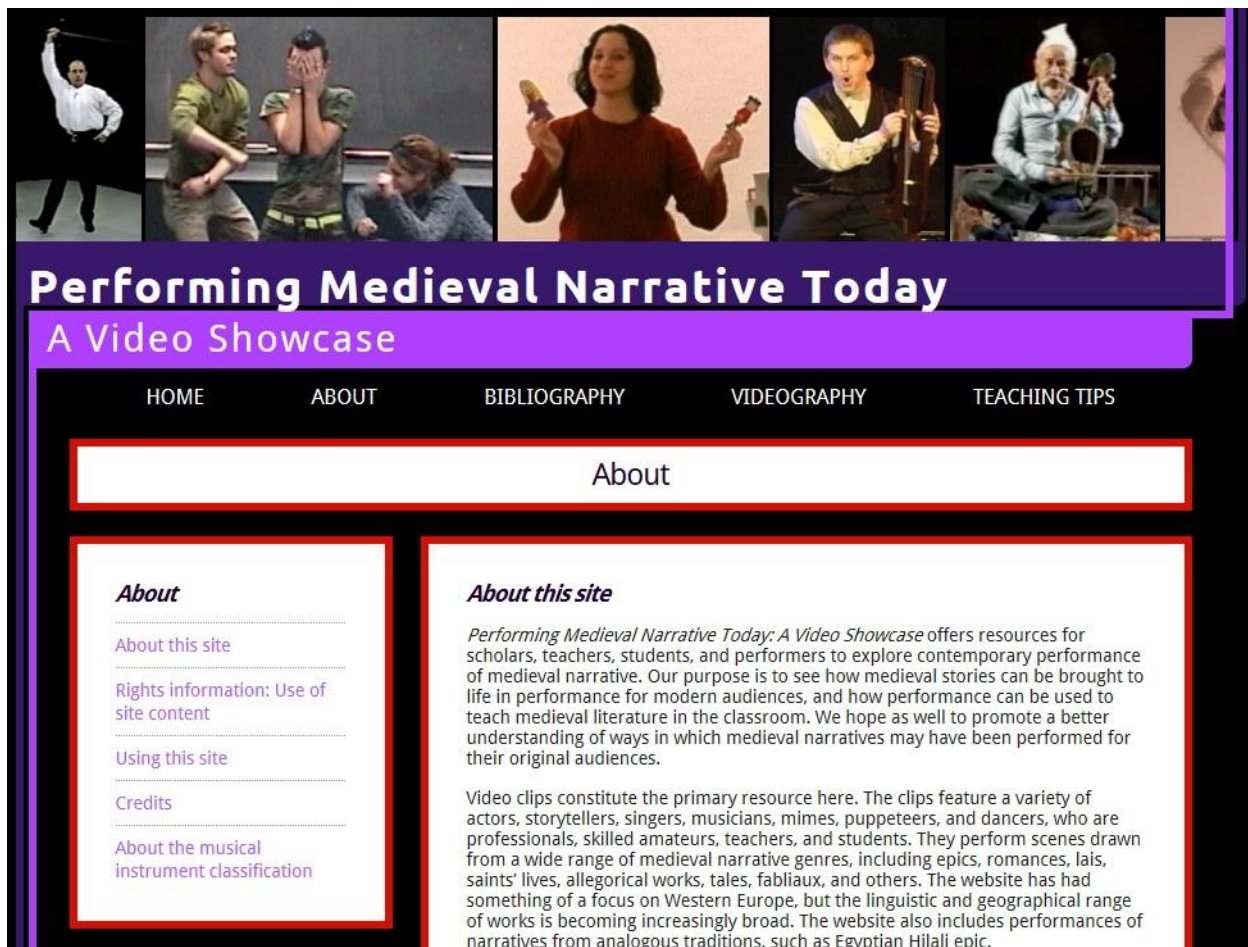 Performing Medieval Narrative Today
A Video Showcase
HOME ABOUT BIBLIOGRAPHY VIDEOGRAPHY TEACHING TIPS
About
About
About this site
Rights information: Use of
site content
Using this site
Credits
About the musical
instrument classification
About this site
Performing Medieval Narrative Today: A Video Showcase offers resources for
scholars, teachers, students, and performers to explore contemporary performance
of medieval narrative. Our purpose is to see how medieval stories can be brought to
life in performance for modern audiences, and how performance can be used to
teach medieval literature in the classroom. We hope as well to promote a better
understanding of ways in which medieval narratives may have been performed for
their original audiences.
Video clips constitute the primary resource here. The clips feature a variety of
actors, storytellers, singers, musicians, mimes, puppeteers, and dancers, who are
professionals, skilled amateurs, teachers, and students. They perform scenes drawn
from a wide range of medieval narrative genres, including epics, romances, lais,
saints' lives, allegorical works, tales, fabliaux, and others. The website has had
something of a focus on Western Europe, but the linguistic and geographical range
of works is becoming increasingly broad. The website also includes performances of
narratives from analogous traditions, such as Egyptian Hilali epic.